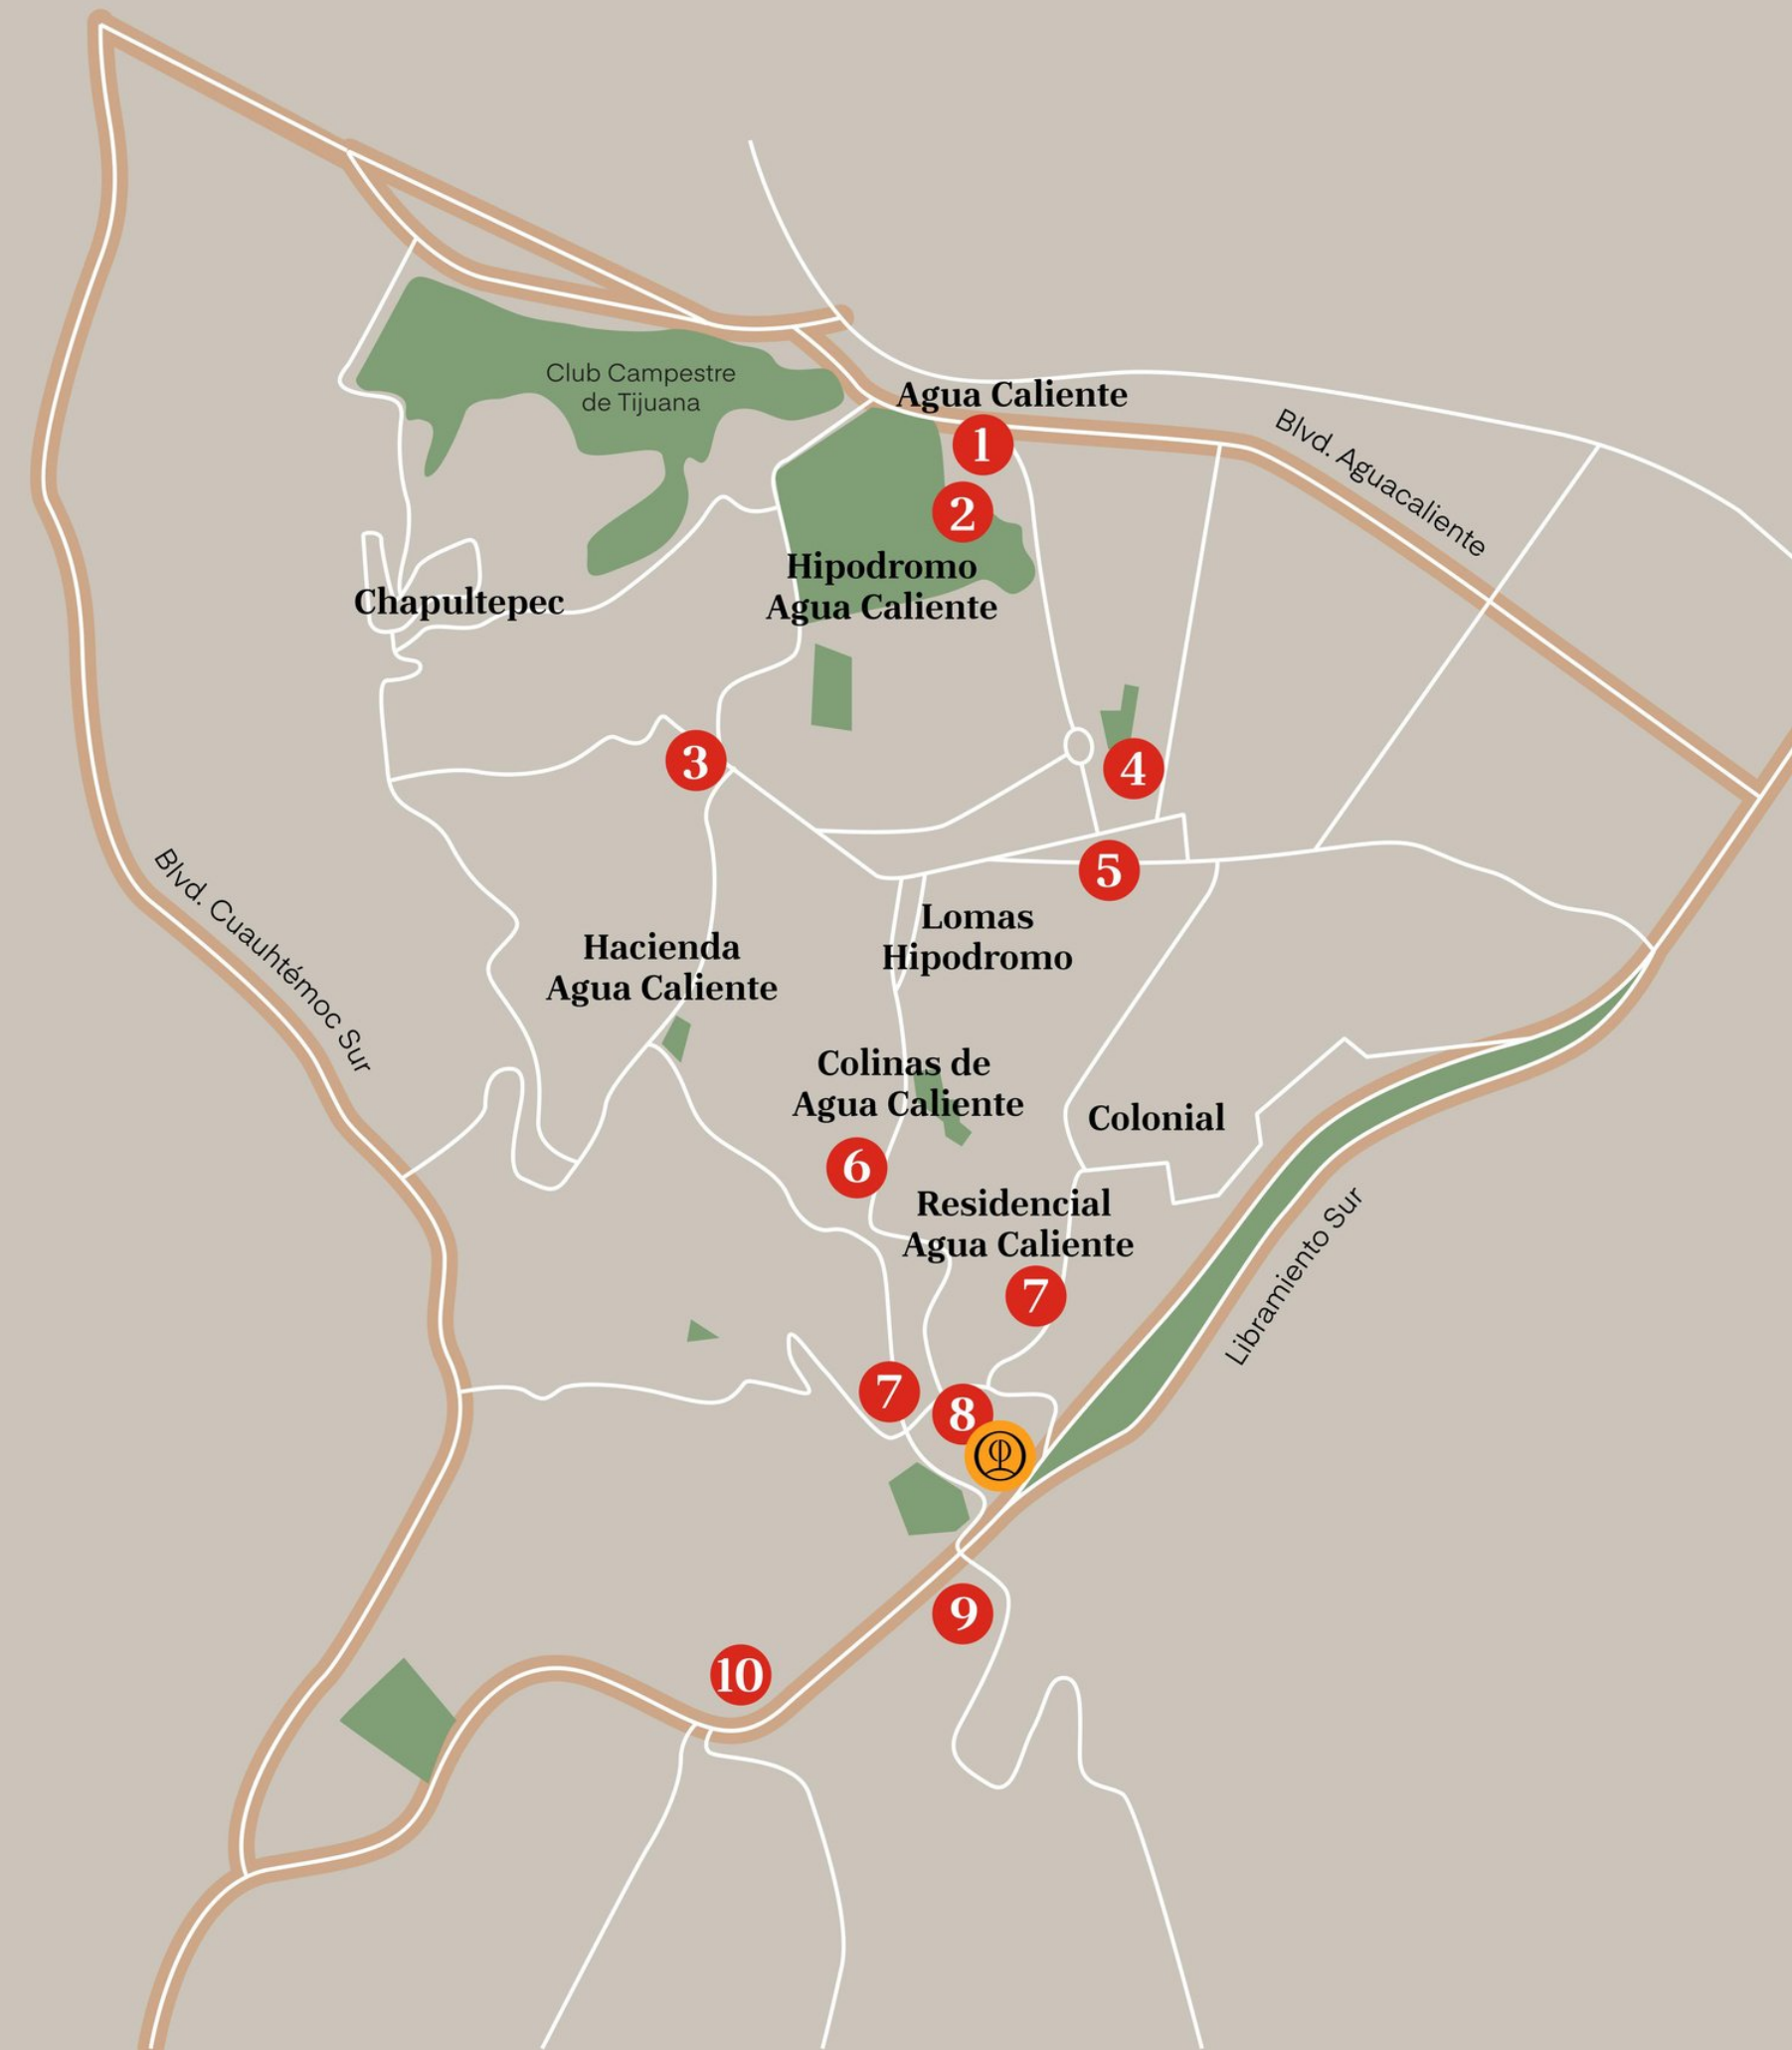 Club Campestre
de Tijuana
Agua Caliente
1
Blvd. Aguacaliente
2
Hipodromo
Agua Caliente
Chapultepec
3
4
5
Blvd. Cuauhtémoc Sur
Lomas
Hipodromo
Hacienda
Agua Caliente
Colinas de
Agua Caliente
Colonial
6
Residencial
Agua Caliente
Libramiento Sur
7
7
8
9
10